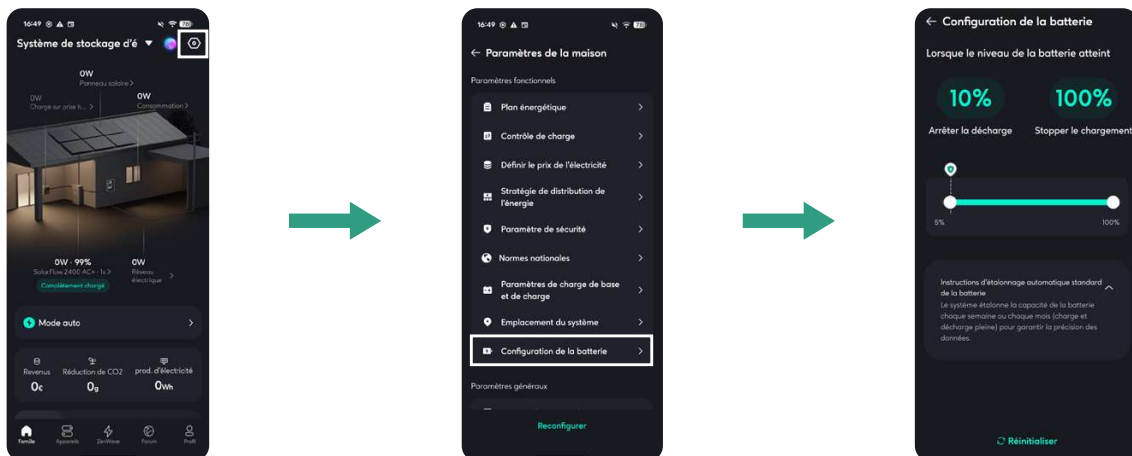 16:49
78
Système de stockage d'é
0W
Panneau solaire >
0W
Charge sur prise h... >
0W
Consommation >
0W · 99%
SolarFlow 2400 AC+ · 1s >
Complètement chargé
0W
Réseau électrique >
Mode auto
Revenus
0¢
Réduction de CO2
0g
prod. d'électricité
0Wh
Famille
Appareils
ZenWave
Forum
Profil
16:49
78
← Paramètres de la maison
Paramètres fonctionnels
Plan énergétique
Contrôle de charge
Définir le prix de l'électricité
Stratégie de distribution de
l'énergie
Paramètre de sécurité
Normes nationales
Paramètres de charge de base
et de charge
Emplacement du système
Configuration de la batterie
Paramètres généraux
Reconfigurer
← Configuration de la batterie
Lorsque le niveau de la batterie atteint
10%
100%
Arrêter la décharge
Stopper le chargement
5%
100%
Instructions d'étalonnage automatique standard
de la batterie
Le système étalonne la capacité de la batterie
chaque semaine ou chaque mois (charge et
décharge pleine) pour garantir la précision des
données.
Réinitialiser